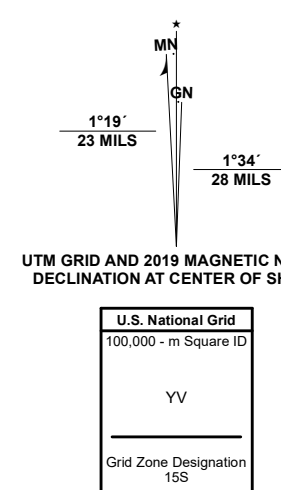 ★
MN
GN
1°19´
23 MILS
1°34´
28 MILS
UTM GRID AND 2019 MAGNETIC
DECLINATION AT CENTER OF
U.S. National Grid
100,000 - m Square ID
YV
Grid Zone Designation
15S